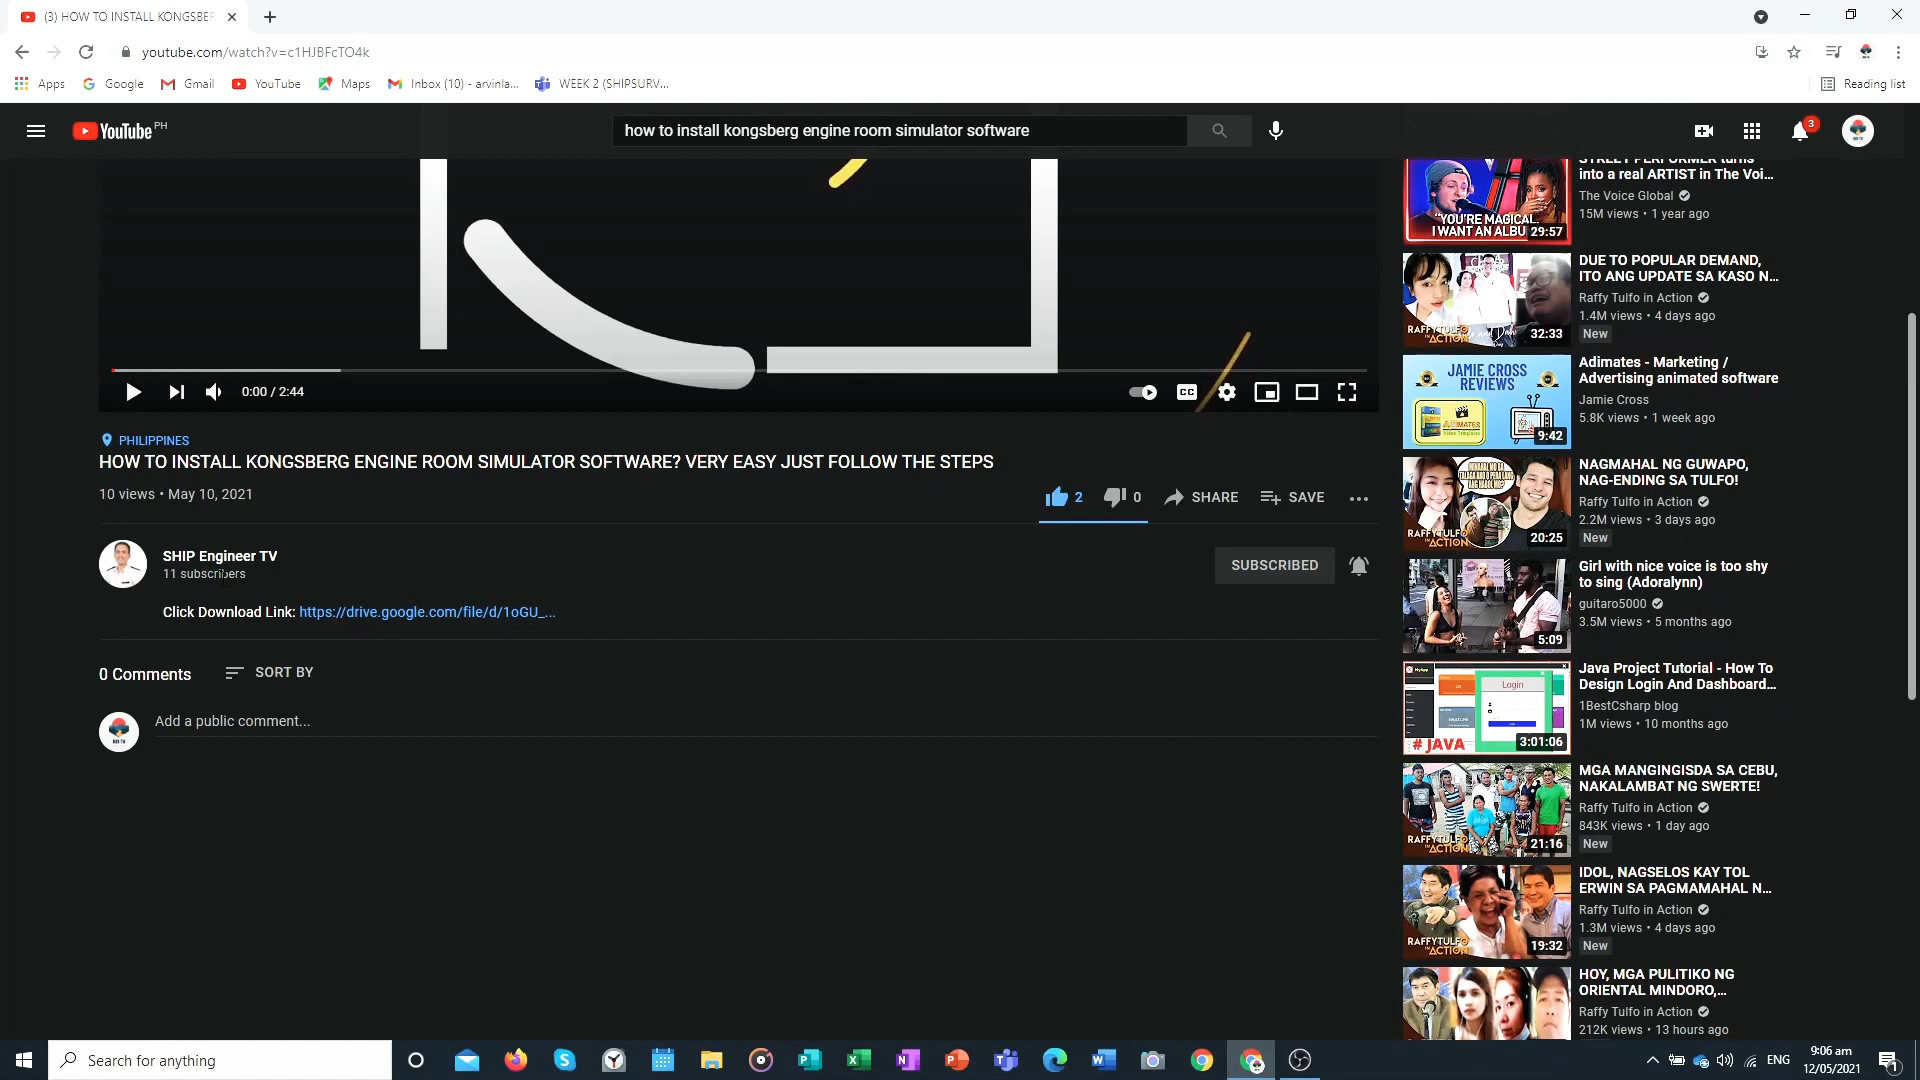 (3) HOW TO INSTALL KONGSBER
youtube.com/watch?v=c1HJBFcTO4k
Apps
Google
Gmail
YouTube
Maps
Inbox (10) - arvinla...
WEEK 2 (SHIPSURV...
Reading list
YouTube PH
how to install kongsberg engine room simulator software
3
0:00 / 2:44
CC
PHILIPPINES
HOW TO INSTALL KONGSBERG ENGINE ROOM SIMULATOR SOFTWARE? VERY EASY JUST FOLLOW THE STEPS
10 views • May 10, 2021
2
0
SHARE
SAVE
SHIP Engineer TV
11 subscribers
SUBSCRIBED
Click Download Link: https://drive.google.com/file/d/1oGU_...
0 Comments
SORT BY
Add a public comment...
STREET PERFORMER turns
into a real ARTIST in The Voi...
The Voice Global
15M views • 1 year ago
"YOU'RE MAGICAL.
I WANT AN ALBU
29:57
DUE TO POPULAR DEMAND,
ITO ANG UPDATE SA KASO N...
Raffy Tulfo in Action
1.4M views • 4 days ago
New
RAFFYTULFO
IN ACTION
32:33
Adimates - Marketing /
Advertising animated software
Jamie Cross
5.8K views • 1 week ago
JAMIE CROSS
REVIEWS
ADIMATES
Video Templates
9:42
NAGMAHAL NG GUWAPO,
NAG-ENDING SA TULFO!
Raffy Tulfo in Action
2.2M views • 3 days ago
New
RAFFYTULFO
IN ACTION
20:25
Girl with nice voice is too shy
to sing (Adoralynn)
guitaro5000
3.5M views • 5 months ago
5:09
Java Project Tutorial - How To
Design Login And Dashboard...
1BestCsharp blog
1M views • 10 months ago
Login
# JAVA
3:01:06
MGA MANGINGISDA SA CEBU,
NAKALAMBAT NG SWERTE!
Raffy Tulfo in Action
843K views • 1 day ago
New
RAFFYTULFO
IN ACTION
21:16
IDOL, NAGSELOS KAY TOL
ERWIN SA PAGMAMAHAL N...
Raffy Tulfo in Action
1.3M views • 4 days ago
New
RAFFYTULFO
IN ACTION
19:32
HOY, MGA PULITIKO NG
ORIENTAL MINDORO,...
Raffy Tulfo in Action
212K views • 13 hours ago
Search for anything
ENG
9:06 am
12/05/2021
1